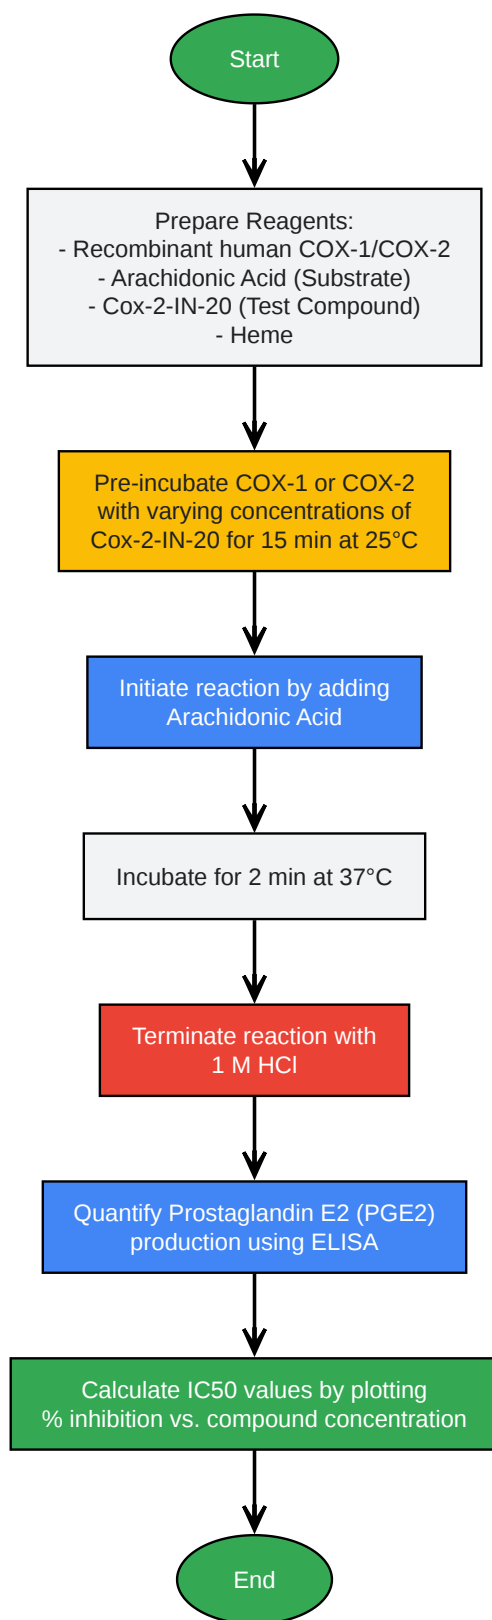 Start
Prepare Reagents:
- Recombinant human COX-1/COX-2
- Arachidonic Acid (Substrate)
- Cox-2-IN-20 (Test Compound)
- Heme
Pre-incubate COX-1 or COX-2
with varying concentrations of
Cox-2-IN-20 for 15 min at 25°C
Initiate reaction by adding
Arachidonic Acid
Incubate for 2 min at 37°C
Terminate reaction with
1 M HCl
Quantify Prostaglandin E2 (PGE2)
production using ELISA
Calculate IC50 values by plotting
% inhibition vs. compound concentration
End